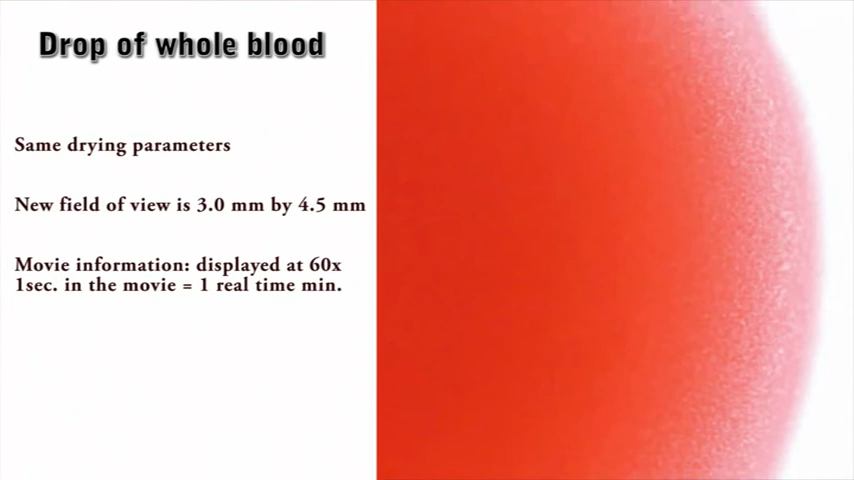 Drop of whole blood
Same drying parameters
New field of view is 3.0 mm by 4.5 mm
Movie information: displayed at 60x
1sec. in the movie = 1 real time min.